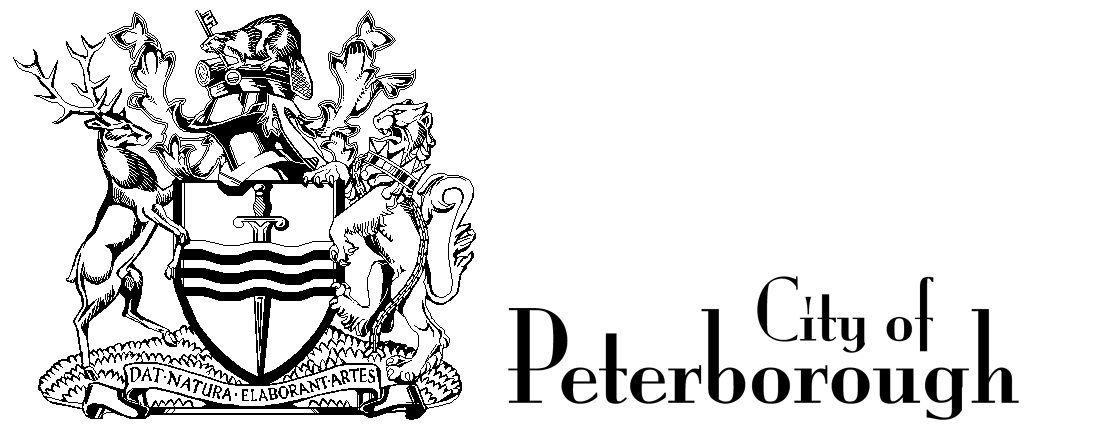 DAT·NATURA·ELABORANT·ARTES
City of
Peterborough